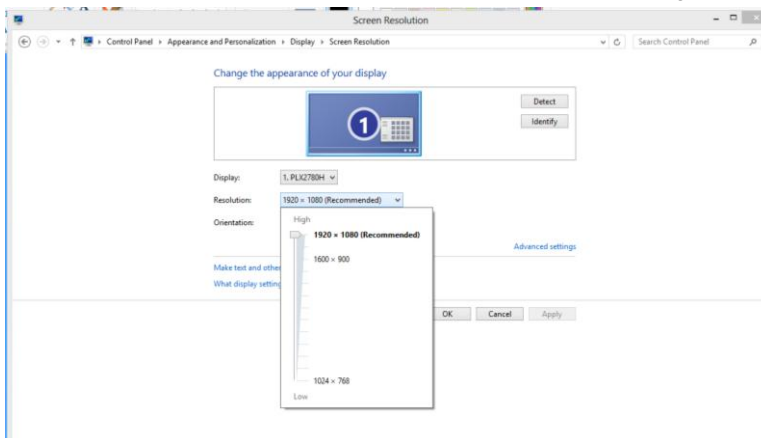 Screen Resolution
Control Panel › Appearance and Personalization › Display › Screen Resolution
Search Control Panel
Change the appearance of your display
1
Detect
Identify
Display:
1. PLX2780H
Resolution:
1920 × 1080 (Recommended)
Orientation:
High
1920 × 1080 (Recommended)
1600 × 900
1024 × 768
Low
Advanced settings
Make text and othe
What display setting
OK Cancel Apply